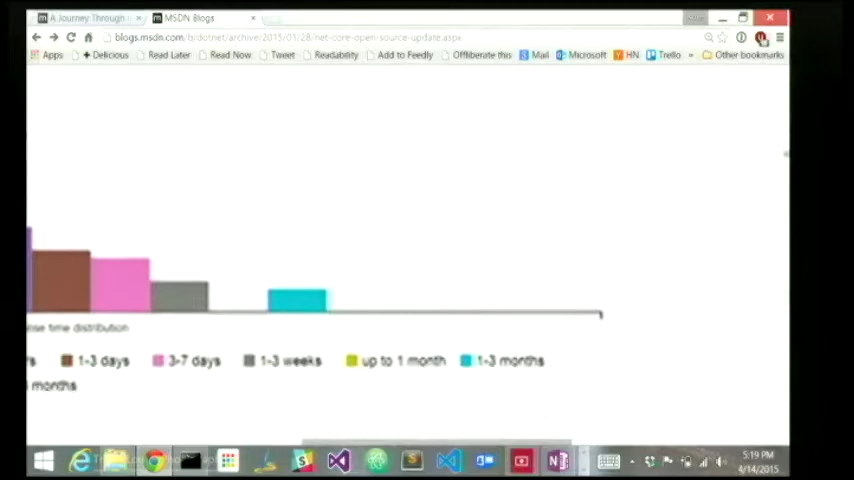 A Journey Through
MSDN Blogs
blogs.msdn.com/b/dotnet/archive/2015/01/28/net-core-open-source-update.aspx
Apps + Delicious Read Later Read Now Tweet Readability Add to Feedly Offliberate this Mail Microsoft HN Trello » Other bookmarks
time distribution
1-3 days 3-7 days 1-3 weeks up to 1 month 1-3 months
months
5:19 PM
4/14/2015